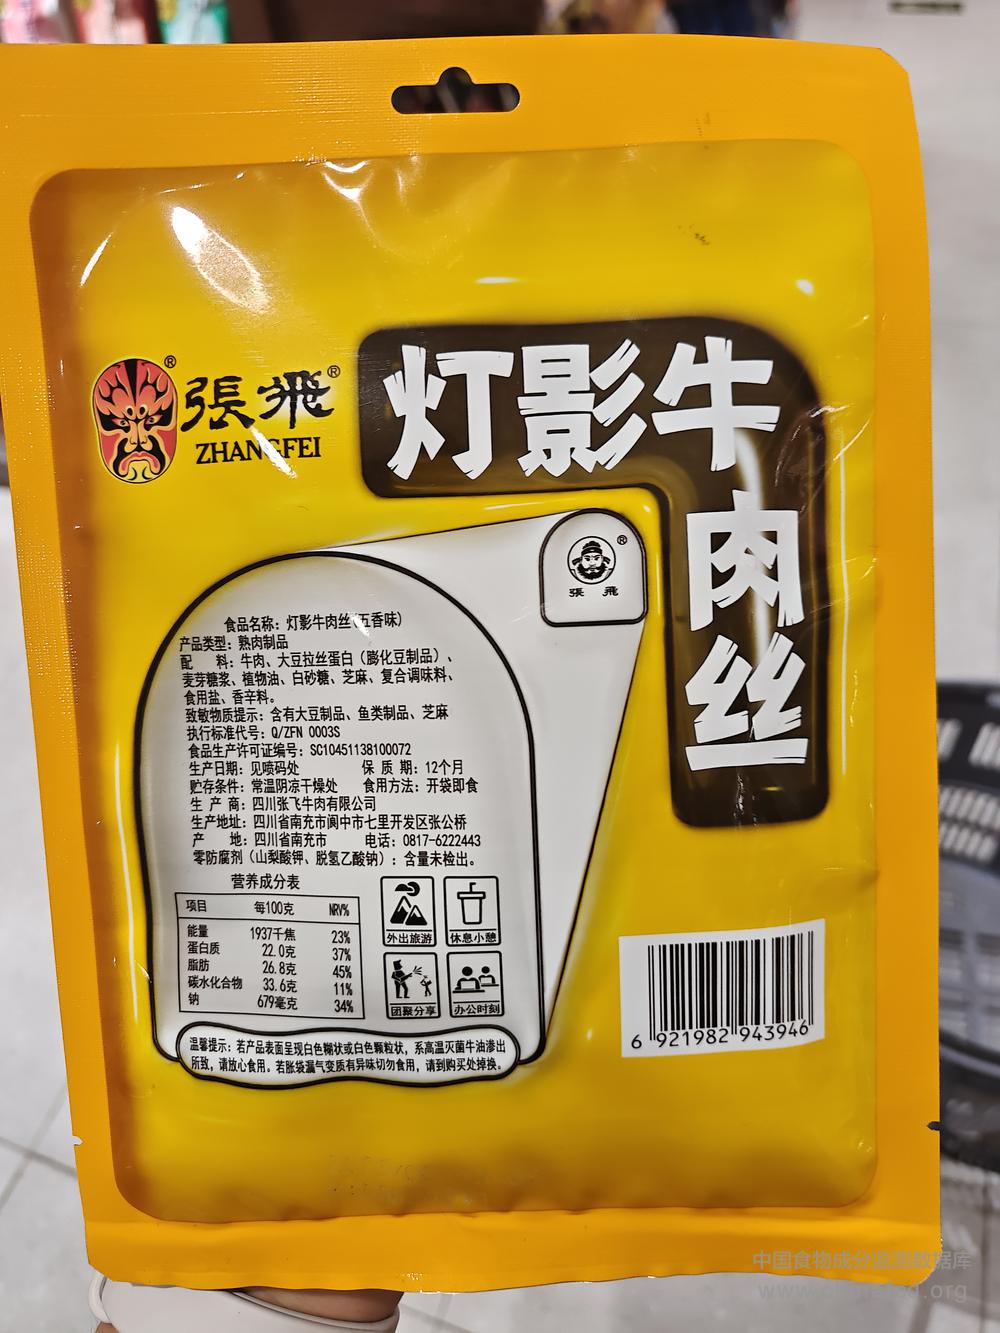 張飛
ZHANGFEI
灯影牛
肉
丝
張飛
食品名称：灯影牛肉丝(五香味)
产品类型：熟肉制品
配 料：牛肉、大豆拉丝蛋白（膨化豆制品）、
麦芽糖浆、植物油、白砂糖、芝麻、复合调味料、
食用盐、香辛料。
致敏物质提示：含有大豆制品、鱼类制品、芝麻
执行标准代号：Q/ZFN 0003S
食品生产许可证编号：SC10451138100072
生产日期：见喷码处 保 质 期：12个月
贮存条件：常温阴凉干燥处 食用方法：开袋即食
生 产 商：四川张飞牛肉有限公司
生产地址：四川省南充市阆中市七里开发区张公桥
产 地：四川省南充市 电话：0817-6222443
零防腐剂（山梨酸钾、脱氢乙酸钠）：含量未检出。
营养成分表
项目 每100克 NRV%
能量 1937千焦 23%
蛋白质 22.0克 37%
脂肪 26.8克 45%
碳水化合物 33.6克 11%
钠 679毫克 34%
外出旅游
休息小憩
团聚分享
办公时刻
温馨提示：若产品表面呈现白色糊状或白色颗粒状，系高温灭菌牛油渗出
所致，请放心食用。若胀袋漏气变质有异味切勿食用，请到购买处掉换。
6 921982 943946
中国食物成分监测数据库